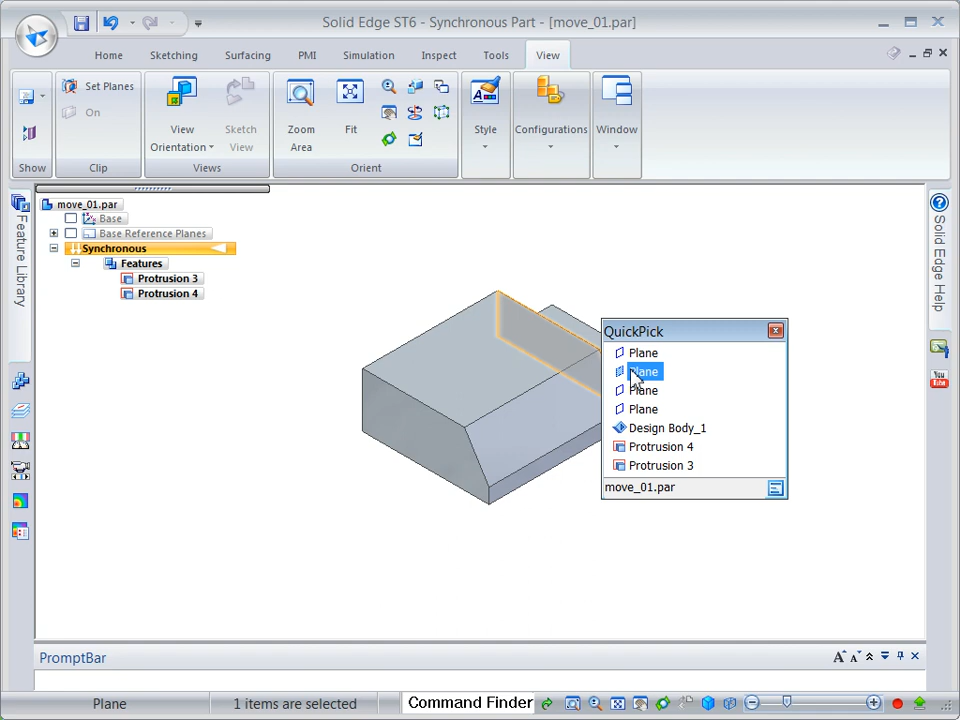 Solid Edge ST6 - Synchronous Part - [move_01.par]
Home Sketching Surfacing PMI Simulation Inspect Tools View
Set Planes
On
View
Orientation
Sketch
View
Zoom
Area
Fit
Style
Configurations
Window
Show Clip Views Orient
Feature Library
move_01.par
Base
Base Reference Planes
Synchronous
Features
Protrusion 3
Protrusion 4
QuickPick
Plane
Plane
Plane
Plane
Design Body_1
Protrusion 4
Protrusion 3
move_01.par
Solid Edge Help
You
Tube
PromptBar
Plane 1 items are selected Command Finder